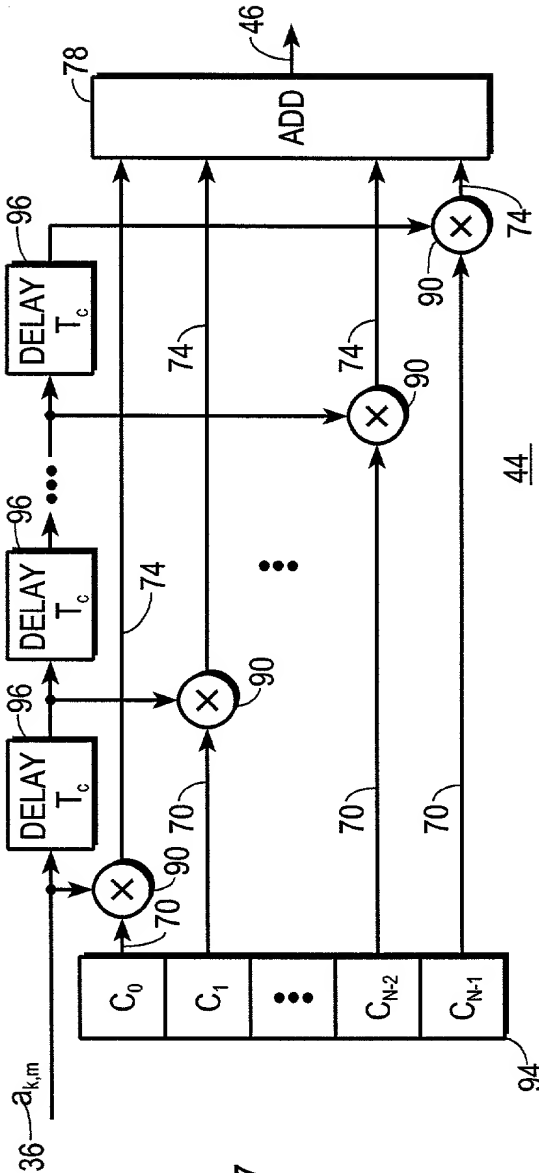 36 a_k,m
DELAY T_c 96
DELAY T_c 96
•••
DELAY T_c 96
78
C_0
70
×
90
74
C_1
70
×
90
74
ADD
46
•••
•••
C_N-2
70
×
90
74
C_N-1
70
×
90
74
94
44
7